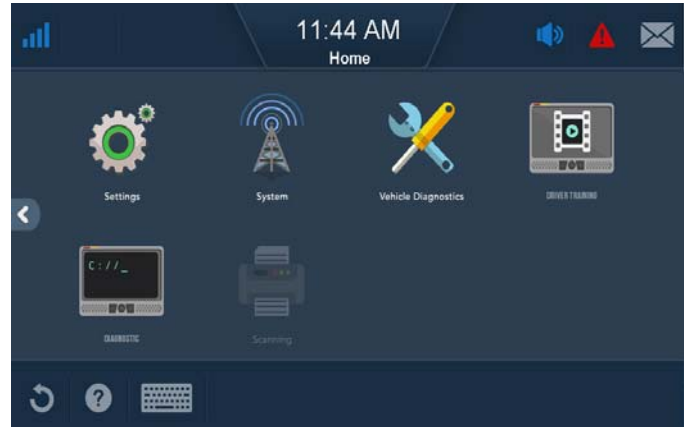 11:44 AM
Home
Settings
System
Vehicle Diagnostics
DRIVER TRAINING
C://_
DIAGNOSTIC
Scanning